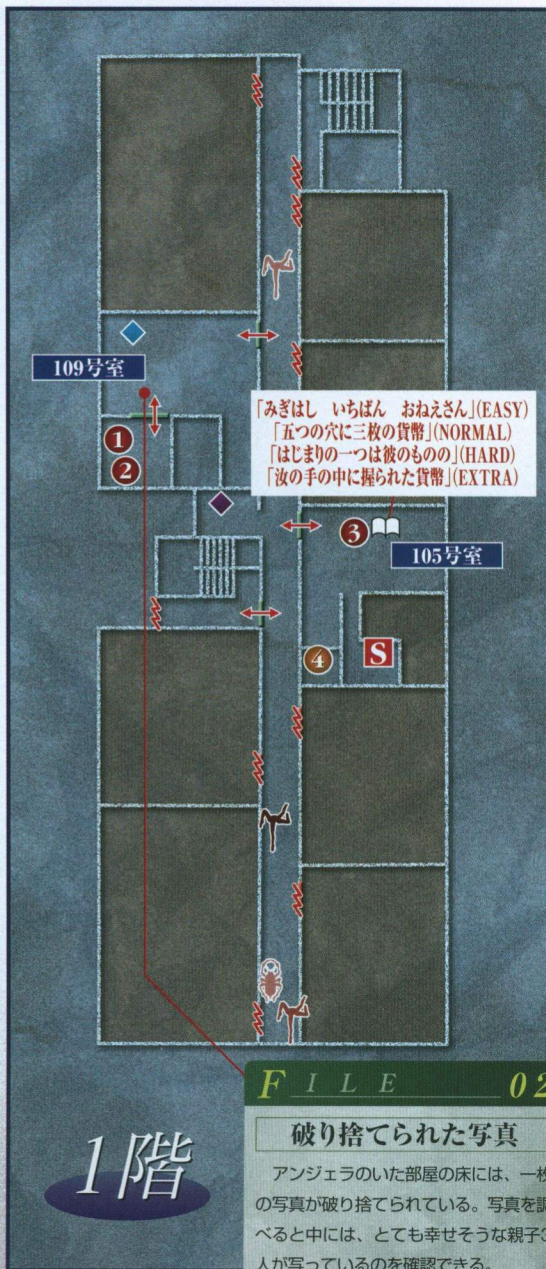 109号室
1
2
「みぎはし　いちばん　おねえさん」(EASY)
「五つの穴に三枚の貨幣」(NORMAL)
「はじまりの一つは彼のものの」(HARD)
「汝の手の中に握られた貨幣」(EXTRA)
3
105号室
4
S
1階
FILE 02
破り捨てられた写真
アンジェラのいた部屋の床には、一枚
の写真が破り捨てられている。写真を調
べると中には、とても幸せそうな親子3
人が写っているのを確認できる。